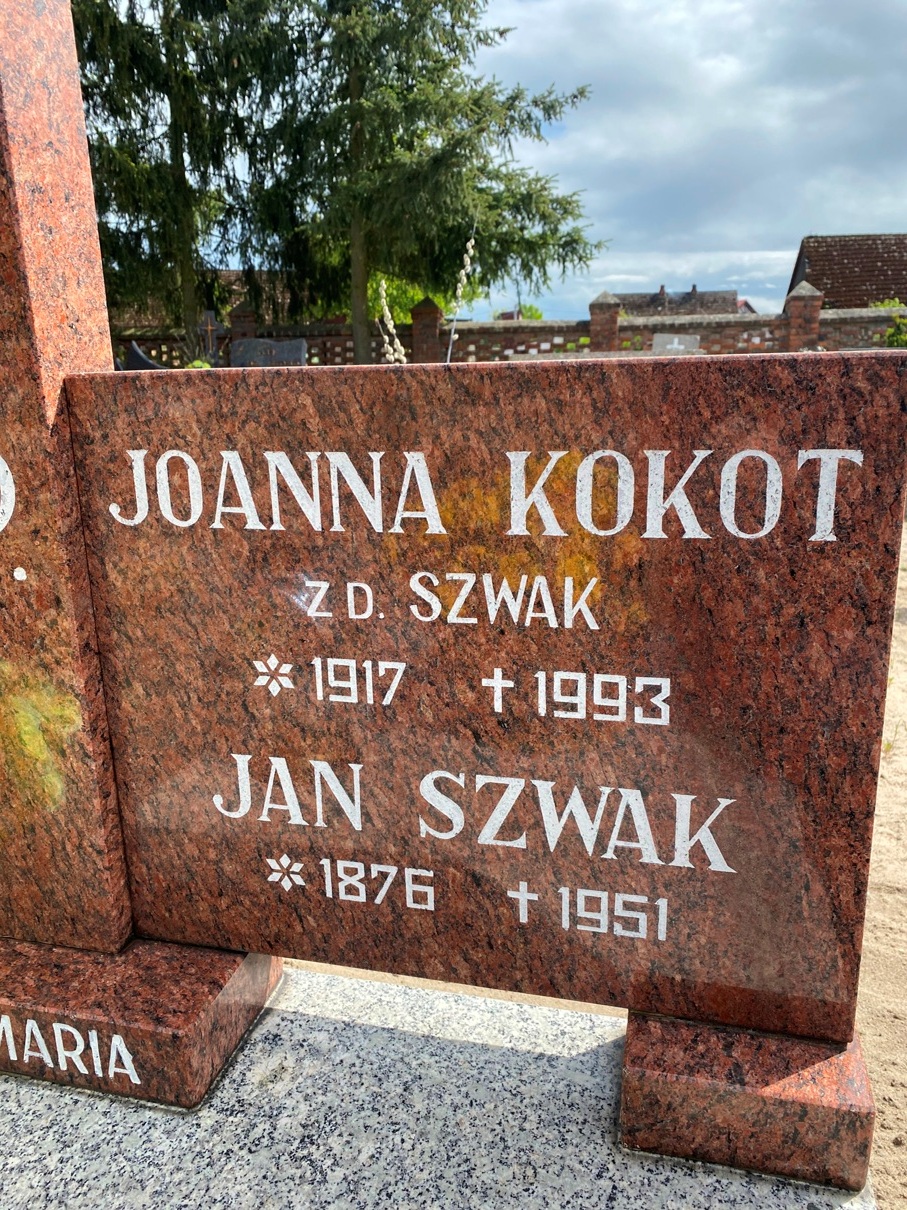 JOANNA KOKOT
Z D. SZWAK
* 1917 † 1993
JAN SZWAK
* 1876 † 1951
MARIA